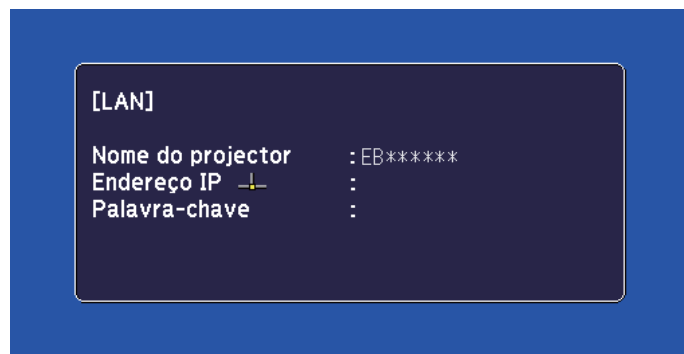 [LAN]
Nome do projector :EB******
Endereço IP :
Palavra-chave :